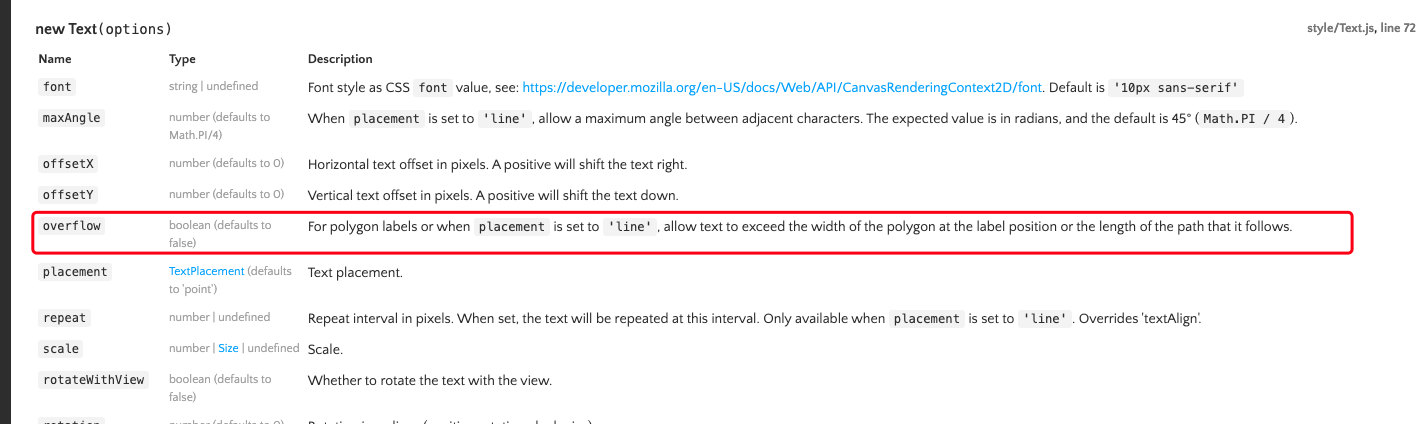 new Text(options) style/Text.js, line 72
Name Type Description
font string | undefined Font style as CSS font value, see: https://developer.mozilla.org/en-US/docs/Web/API/CanvasRenderingContext2D/font. Default is '10px sans-serif'
maxAngle number (defaults to Math.PI/4) When placement is set to 'line', allow a maximum angle between adjacent characters. The expected value is in radians, and the default is 45° (Math.PI / 4).
offsetX number (defaults to 0) Horizontal text offset in pixels. A positive will shift the text right.
offsetY number (defaults to 0) Vertical text offset in pixels. A positive will shift the text down.
overflow boolean (defaults to false) For polygon labels or when placement is set to 'line', allow text to exceed the width of the polygon at the label position or the length of the path that it follows.
placement TextPlacement (defaults to 'point') Text placement.
repeat number | undefined Repeat interval in pixels. When set, the text will be repeated at this interval. Only available when placement is set to 'line'. Overrides 'textAlign'.
scale number | Size | undefined Scale.
rotateWithView boolean (defaults to false) Whether to rotate the text with the view.